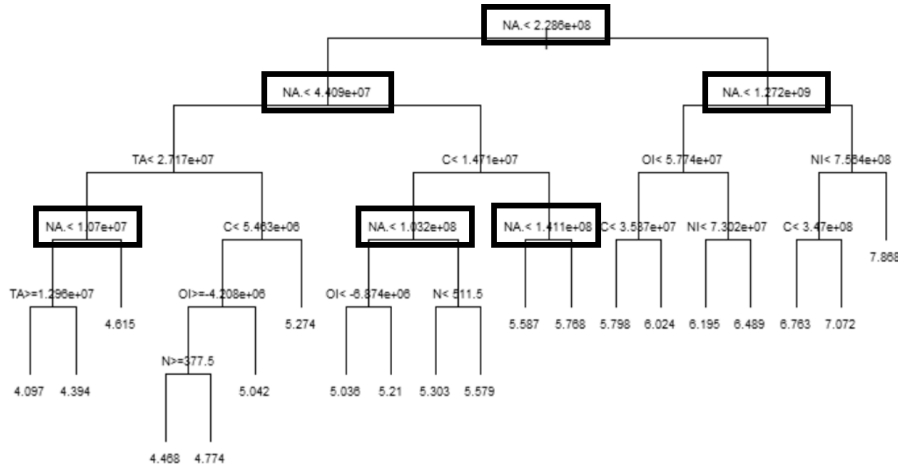 NA.< 2.286e+08
NA.< 4.409e+07
NA.< 1.272e+09
TA< 2.717e+07
C< 1.471e+07
OI< 5.774e+07
NI< 7.554e+08
NA.< 1.07e+07
C< 5.463e+06
NA.< 1.032e+08
NA.< 1.411e+08
C< 3.537e+07
NI< 7.302e+07
C< 3.47e+08
7.868
TA>=1.296e+07
4.615
OI>=-4.208e+06
5.274
OI< -6.874e+06
N< 511.5
5.587
5.768
5.798
6.024
6.195
6.489
6.763
7.072
4.097
4.394
N>=377.5
5.042
5.036
5.21
5.303
5.579
4.468
4.774